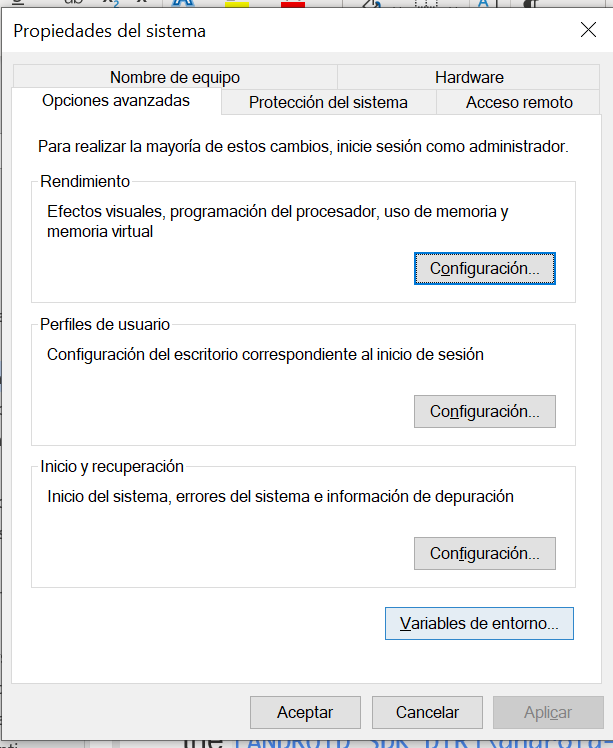 Propiedades del sistema
Nombre de equipo
Hardware
Opciones avanzadas
Protección del sistema
Acceso remoto
Para realizar la mayoría de estos cambios, inicie sesión como administrador.
Rendimiento
Efectos visuales, programación del procesador, uso de memoria y
memoria virtual
Configuración...
Perfiles de usuario
Configuración del escritorio correspondiente al inicio de sesión
Configuración...
Inicio y recuperación
Inicio del sistema, errores del sistema e información de depuración
Configuración...
Variables de entorno...
Aceptar
Cancelar
Aplicar